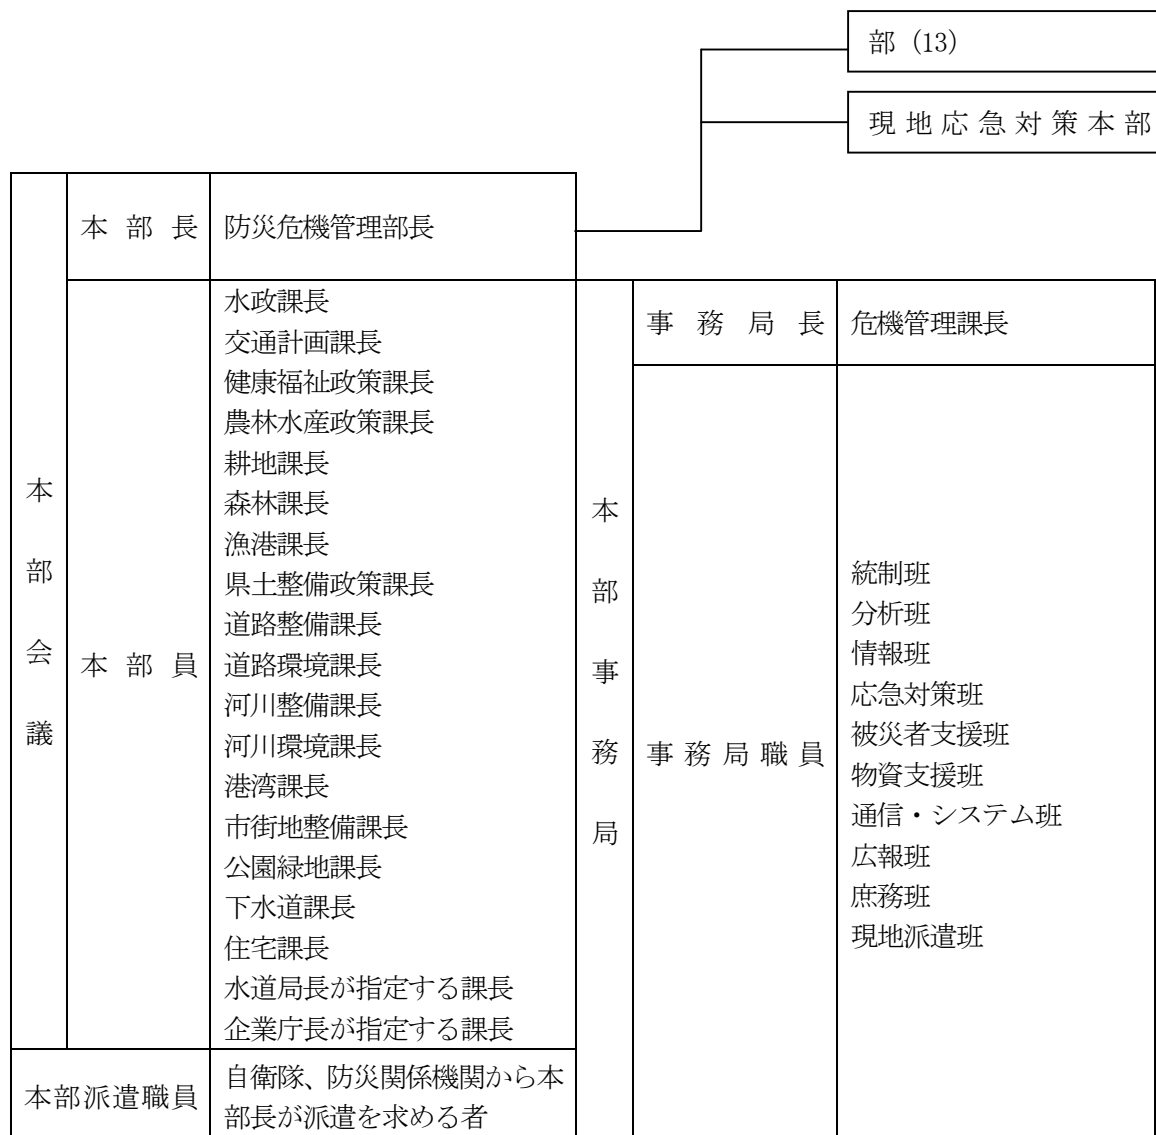 部（13）
現地応急対策本部
本部会議
本部長
防災危機管理部長
本部員
水政課長
交通計画課長
健康福祉政策課長
農林水産政策課長
耕地課長
森林課長
漁港課長
県土整備政策課長
道路整備課長
道路環境課長
河川整備課長
河川環境課長
港湾課長
市街地整備課長
公園緑地課長
下水道課長
住宅課長
水道局長が指定する課長
企業庁長が指定する課長
本部派遣職員
自衛隊、防災関係機関から本
部長が派遣を求める者
本部事務局
事務局長
危機管理課長
事務局職員
統制班
分析班
情報班
応急対策班
被災者支援班
物資支援班
通信・システム班
広報班
庶務班
現地派遣班